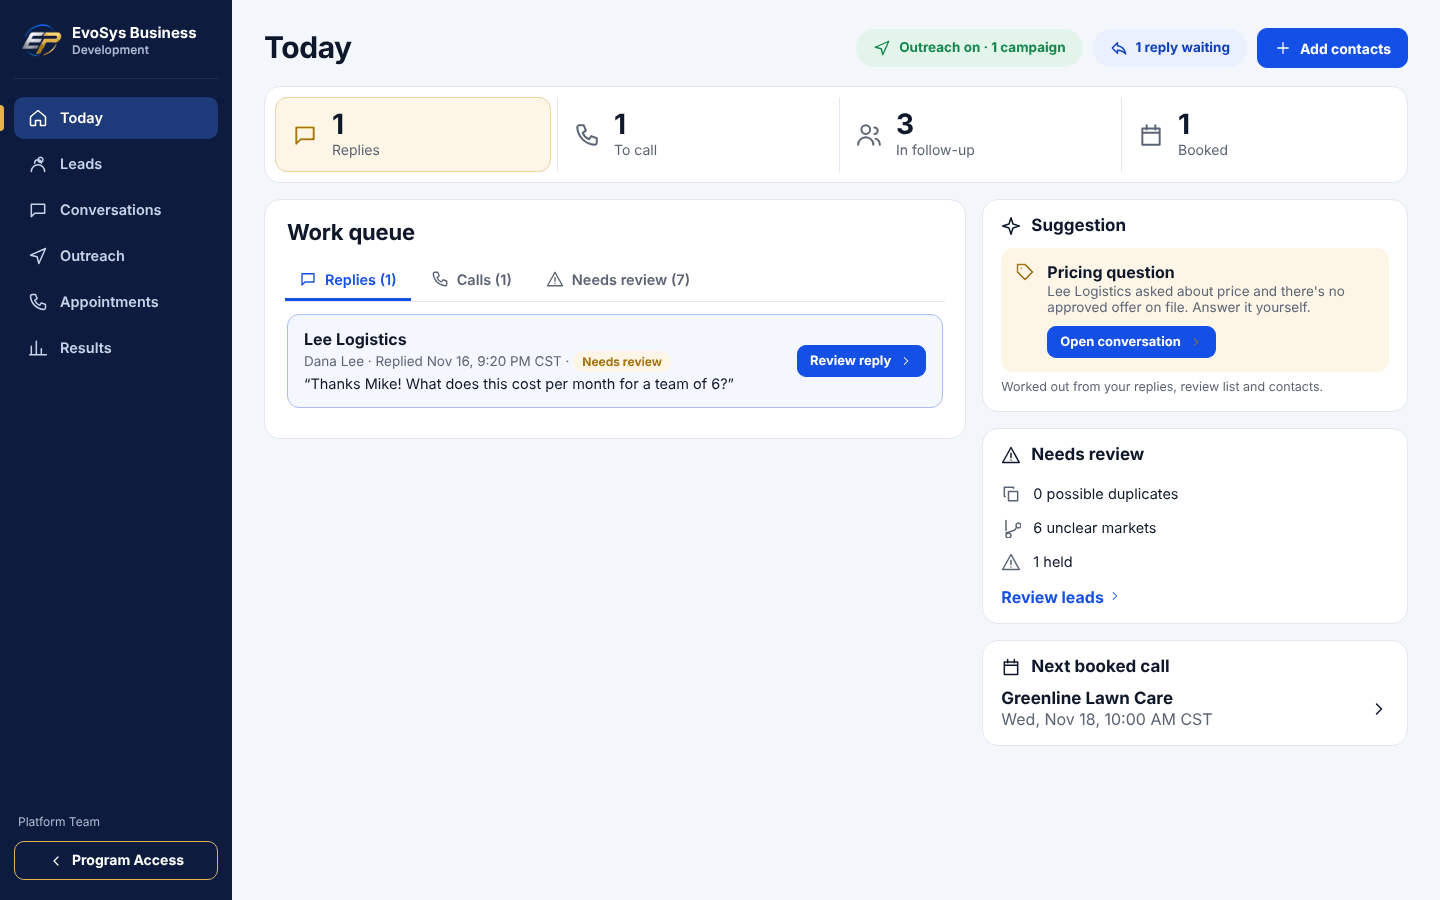 EP
EvoSys Business
Development
Today
Leads
Conversations
Outreach
Appointments
Results
Platform Team
Program Access
Today
Outreach on · 1 campaign
1 reply waiting
Add contacts
1
Replies
1
To call
3
In follow-up
1
Booked
Work queue
Replies (1)
Calls (1)
Needs review (7)
Lee Logistics
Dana Lee · Replied Nov 16, 9:20 PM CST · Needs review
“Thanks Mike! What does this cost per month for a team of 6?”
Review reply
Suggestion
Pricing question
Lee Logistics asked about price and there's no
approved offer on file. Answer it yourself.
Open conversation
Worked out from your replies, review list and contacts.
Needs review
0 possible duplicates
6 unclear markets
1 held
Review leads
Next booked call
Greenline Lawn Care
Wed, Nov 18, 10:00 AM CST